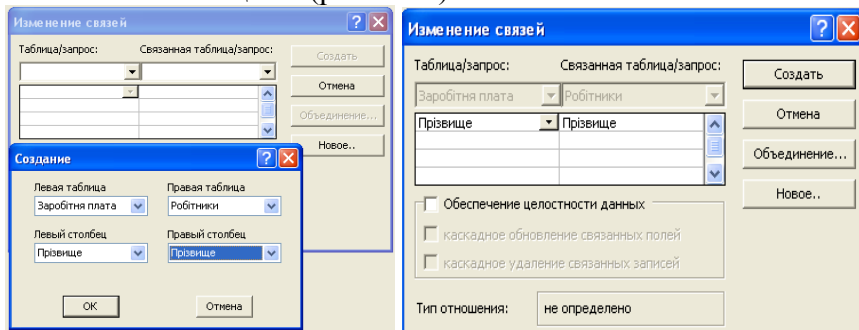 Изменение связей
Таблица/запрос: Связанная таблица/запрос:
Создать
Отмена
Объединение...
Новое..
Создание
Левая таблица Правая таблица
Заробітня плата Робітники
Левый столбец Правый столбец
Прізвище Прізвище
ОК Отмена
Изменение связей
Таблица/запрос: Связанная таблица/запрос:
Заробітня плата Робітники
Прізвище Прізвище
Создать
Отмена
Объединение...
Новое..
Обеспечение целостности данных
каскадное обновление связанных полей
каскадное удаление связанных записей
Тип отношения: не определено